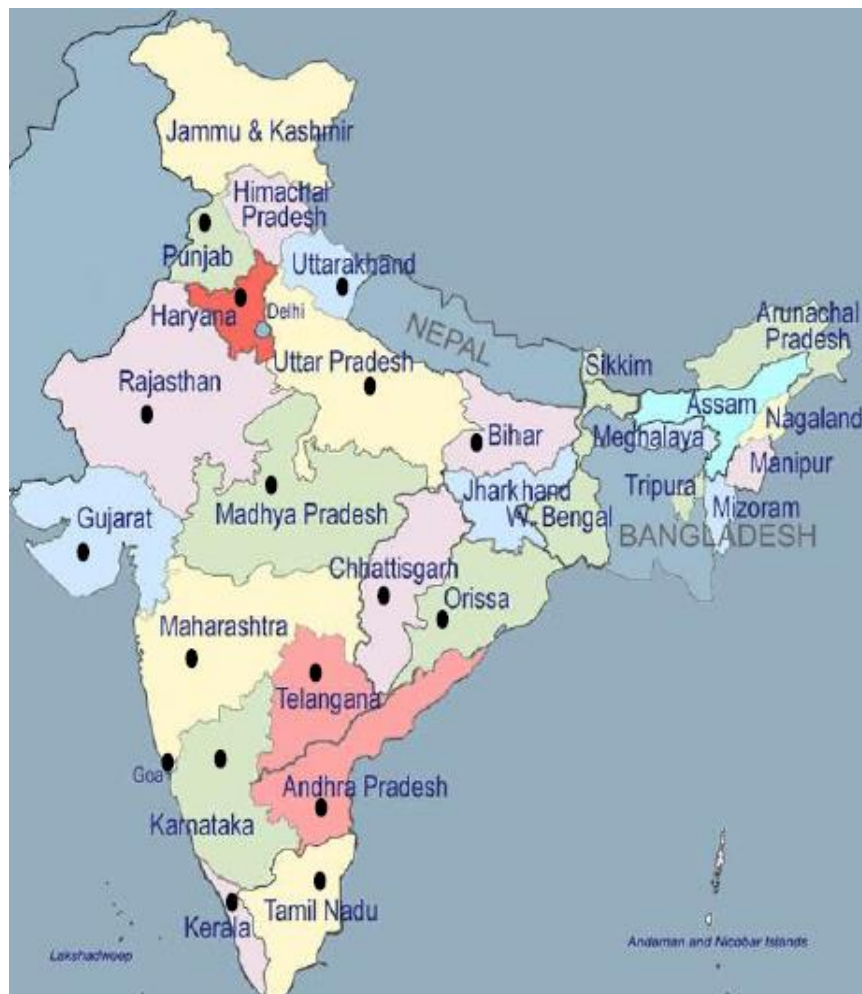 Jammu & Kashmir
Himachal
Pradesh
Punjab
Uttarakhand
Haryana
Delhi
NEPAL
Arunachal
Pradesh
Uttar Pradesh
Sikkim
Rajasthan
Assam
Nagaland
Bihar
Meghalaya
Manipur
Jharkhand
Tripura
Gujarat
Madhya Pradesh
W. Bengal
Mizoram
BANGLADESH
Chhattisgarh
Orissa
Maharashtra
Telangana
Goa
Andhra Pradesh
Karnataka
Tamil Nadu
Kerala
Lakshadweep
Andaman and Nicobar Islands